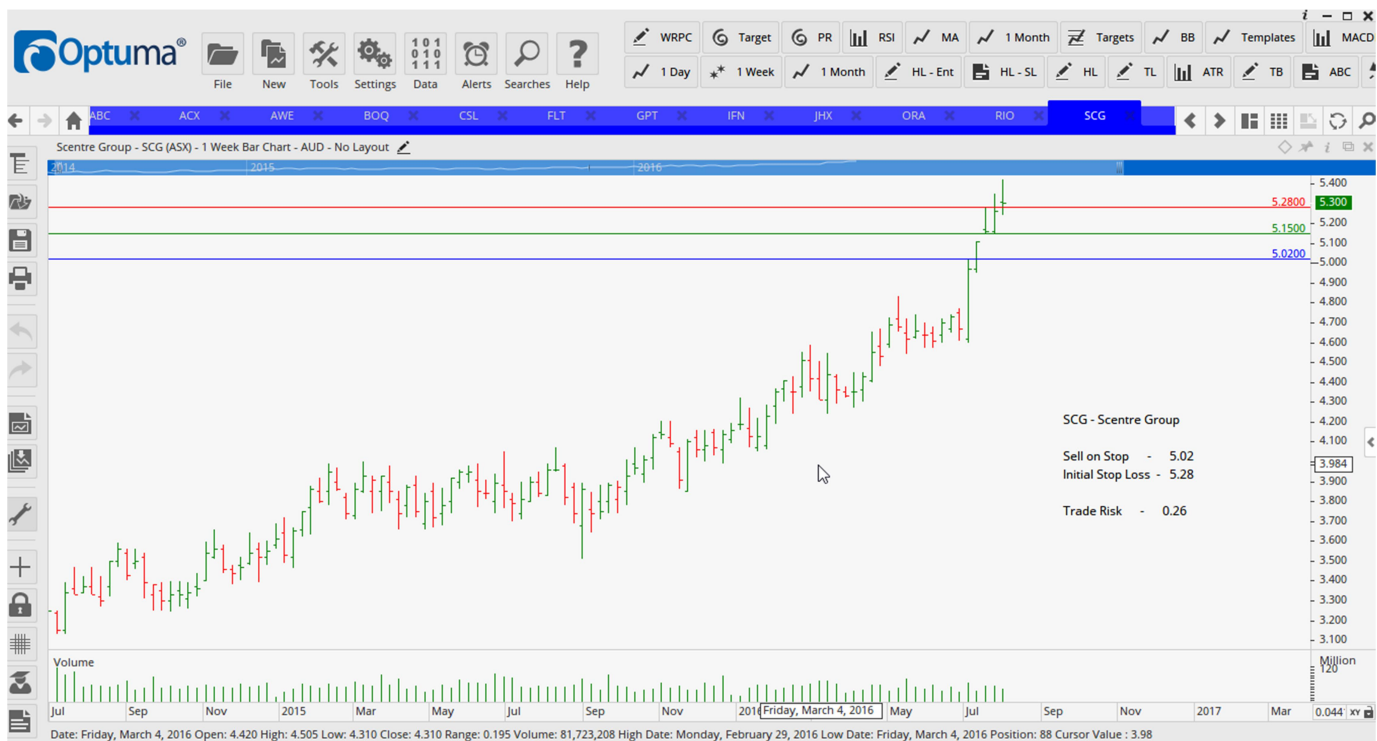 Optuma®
File
New
Tools
Settings
101 010 111
Data
Alerts
Searches
Help
WRPC
Target
PR
RSI
MA
1 Month
Targets
BB
Templates
MACD
1 Day
1 Week
1 Month
HL - Ent
HL - SL
HL
TL
ATR
TB
ABC
ABC
ACX
AWE
BOQ
CSL
FLT
GPT
IFN
JHX
ORA
RIO
SCG
Scentre Group - SCG (ASX) - 1 Week Bar Chart - AUD - No Layout
2014
2015
2016
5.400
5.2800
5.300
5.200
5.1500
5.100
5.0200
5.000
4.900
4.800
4.700
4.600
4.500
4.400
4.300
4.200
4.100
3.984
3.900
3.800
3.700
3.600
3.500
3.400
3.300
3.200
3.100
SCG - Scentre Group
Sell on Stop - 5.02
Initial Stop Loss - 5.28
Trade Risk - 0.26
Volume
Million
120
Jul
Sep
Nov
2015
Mar
May
Jul
Sep
Nov
2016
Friday, March 4, 2016
May
Jul
Sep
Nov
2017
Mar
0.044
XY
Date: Friday, March 4, 2016 Open: 4.420 High: 4.505 Low: 4.310 Close: 4.310 Range: 0.195 Volume: 81,723,208 High Date: Monday, February 29, 2016 Low Date: Friday, March 4, 2016 Position: 88 Cursor Value : 3.98